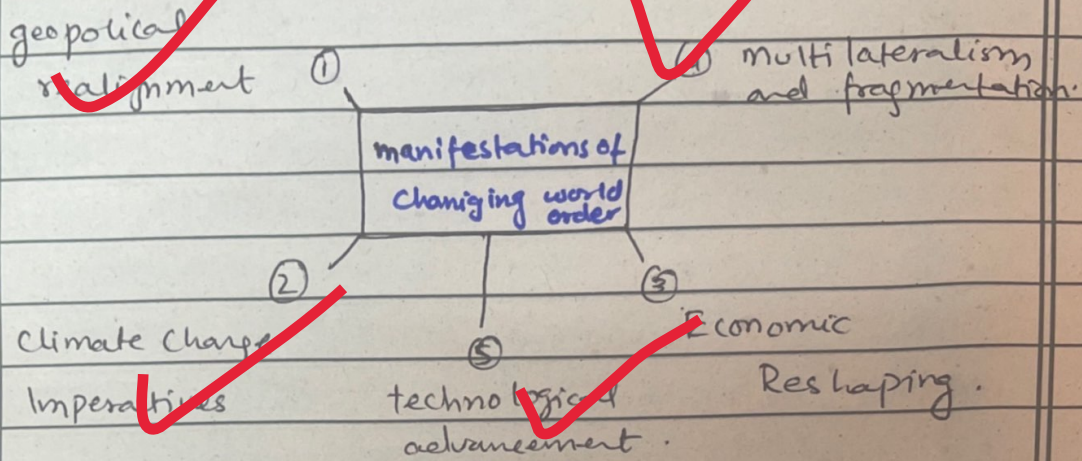 geopolical
realignment
①
④ multilateralism
and fragmentation.
manifestations of
Chaniging world
order
②
③
Climate Change
Imperatives
⑤
technological
advancement.
Economic
Reshaping.